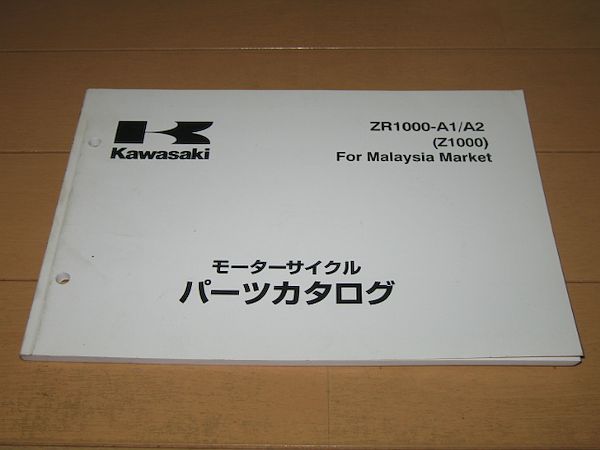 Kawasaki
ZR1000-A1/A2
(Z1000)
For Malaysia Market
モーターサイクル
パーツカタログ